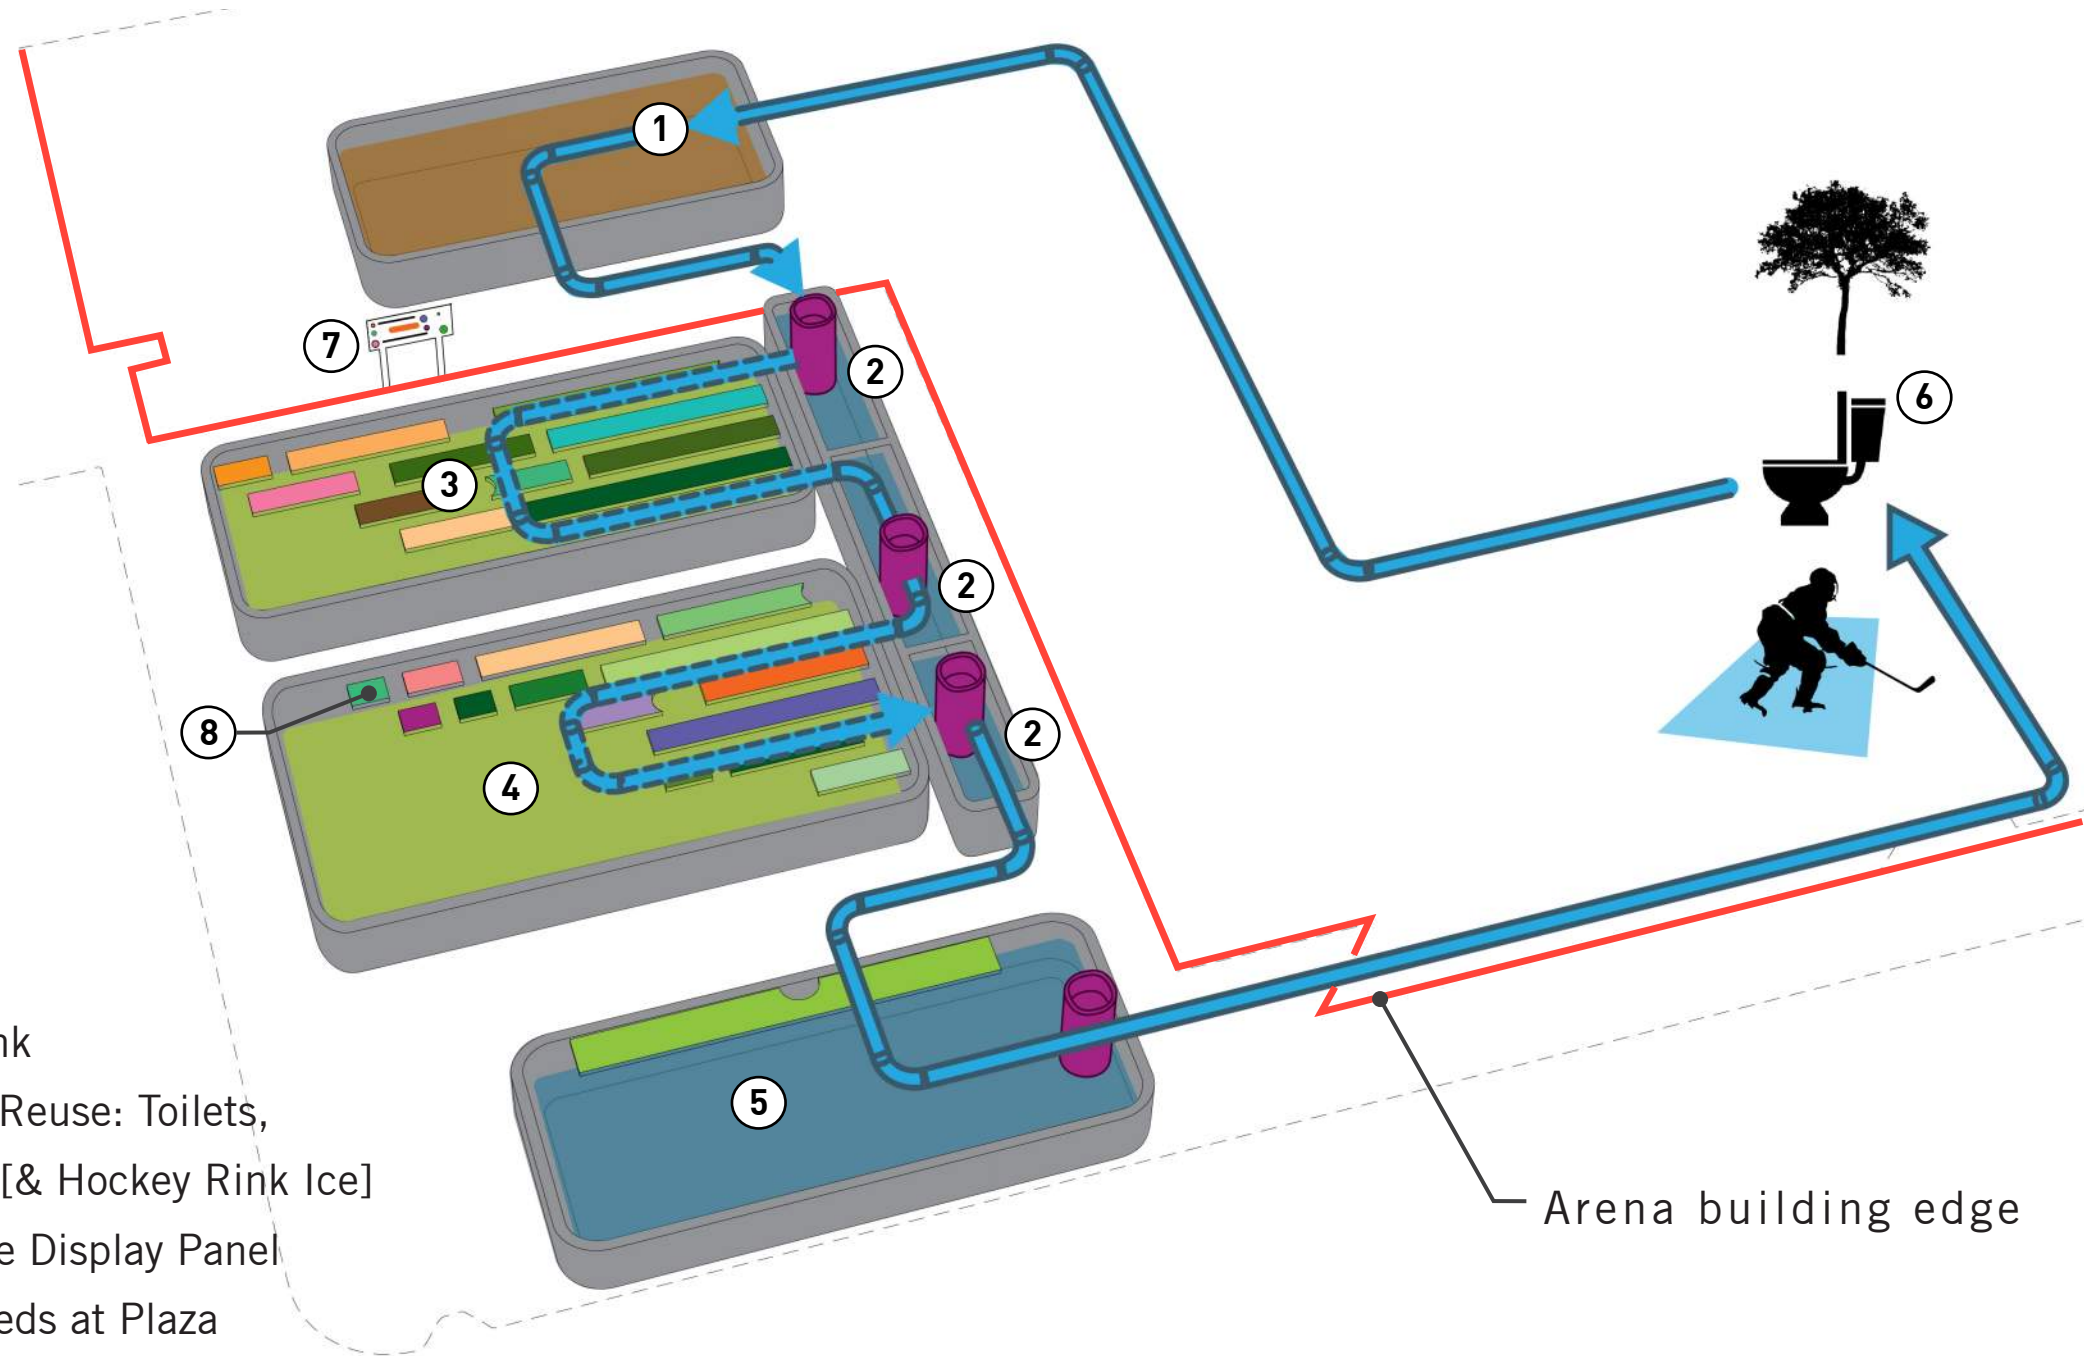 1
7
2
3
2
6
8
4
2
5
nk
Reuse: Toilets,
[& Hockey Rink Ice]
e Display Panel
eds at Plaza
Arena building edge